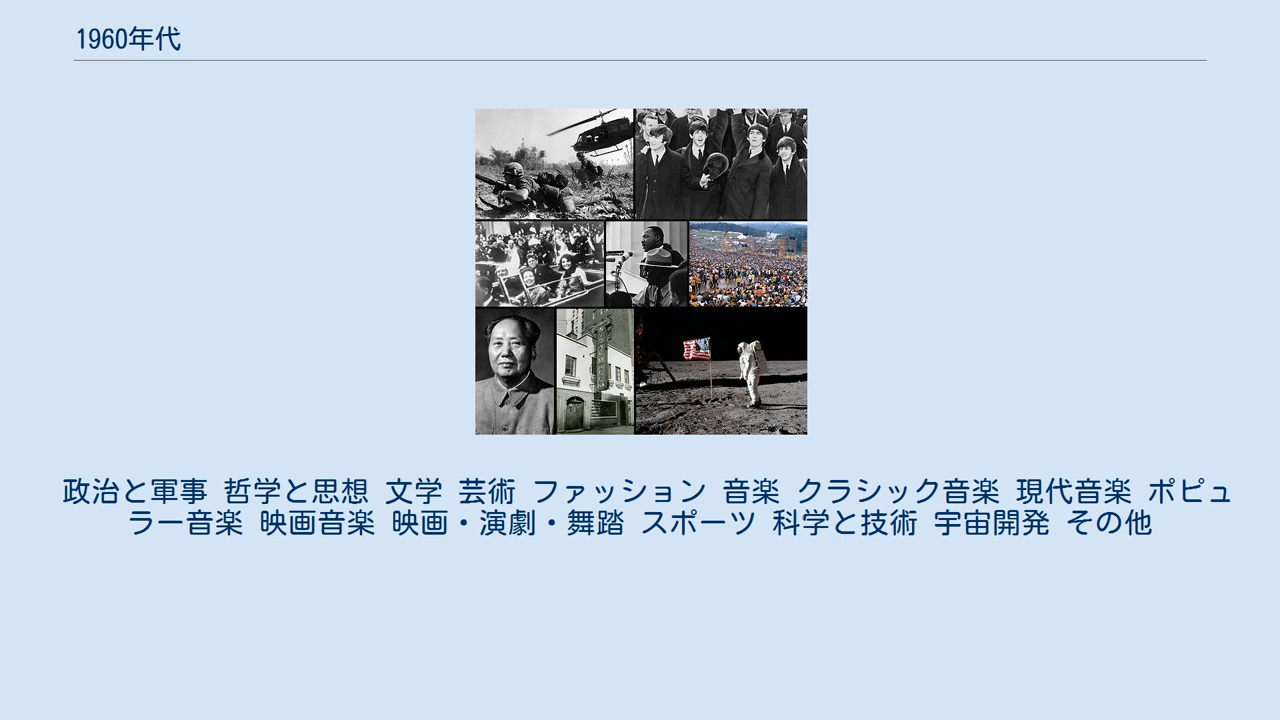 1960年代
政治と軍事 哲学と思想 文学 芸術 ファッション 音楽 クラシック音楽 現代音楽 ポピュ
ラー音楽 映画音楽 映画・演劇・舞踏 スポーツ 科学と技術 宇宙開発 その他